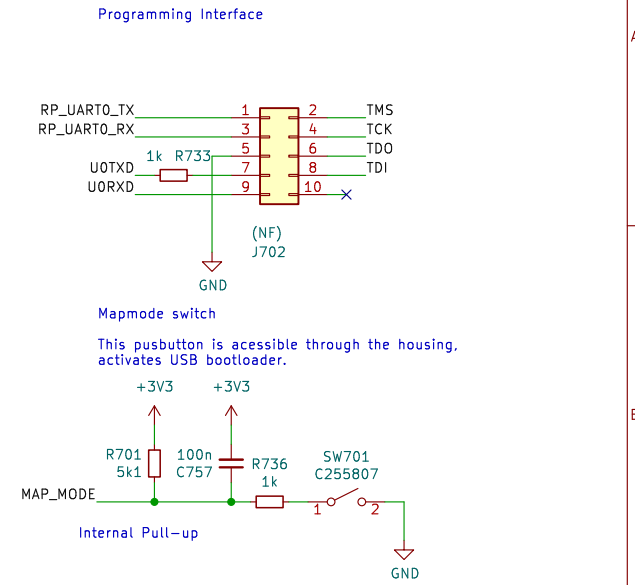 Programming Interface
A
RP_UART0_TX 1 2 TMS
RP_UART0_RX 3 4 TCK
5 6 TDO
1k R733
U0TXD 7 8 TDI
U0RXD 9 10
(NF)
J702
GND
Mapmode switch
This pusbutton is acessible through the housing,
activates USB bootloader.
+3V3 +3V3
B
R701 100n
5k1 C757
R736
1k
SW701
C255807
MAP_MODE
1 2
Internal Pull-up
GND